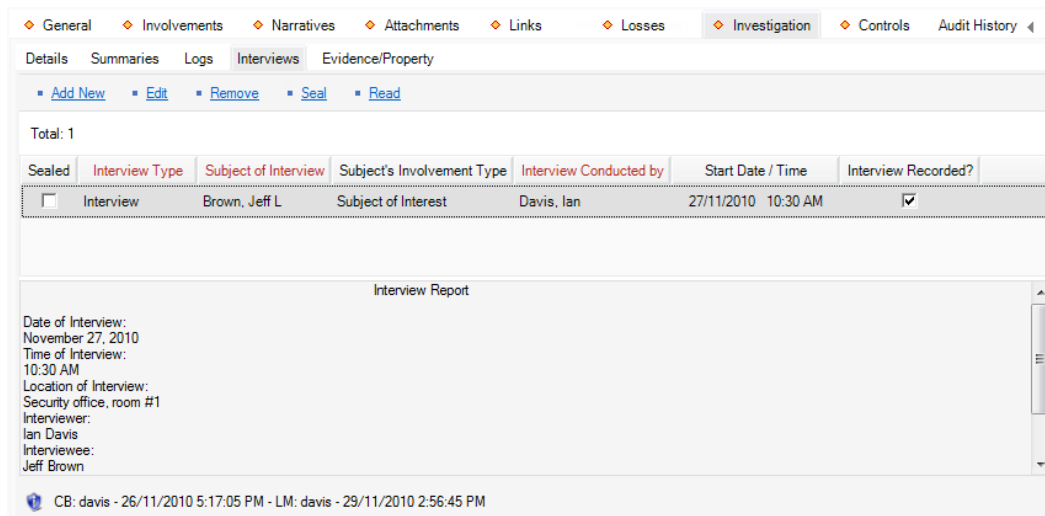 General Involvements Narratives Attachments Links Losses Investigation Controls Audit History
Details Summaries Logs Interviews Evidence/Property
Add New Edit Remove Seal Read
Total: 1
Sealed Interview Type Subject of Interview Subject's Involvement Type Interview Conducted by Start Date / Time Interview Recorded?
Interview Brown, Jeff L Subject of Interest Davis, Ian 27/11/2010 10:30 AM
Interview Report
Date of Interview:
November 27, 2010
Time of Interview:
10:30 AM
Location of Interview:
Security office, room #1
Interviewer:
Ian Davis
Interviewee:
Jeff Brown
CB: davis - 26/11/2010 5:17:05 PM - LM: davis - 29/11/2010 2:56:45 PM